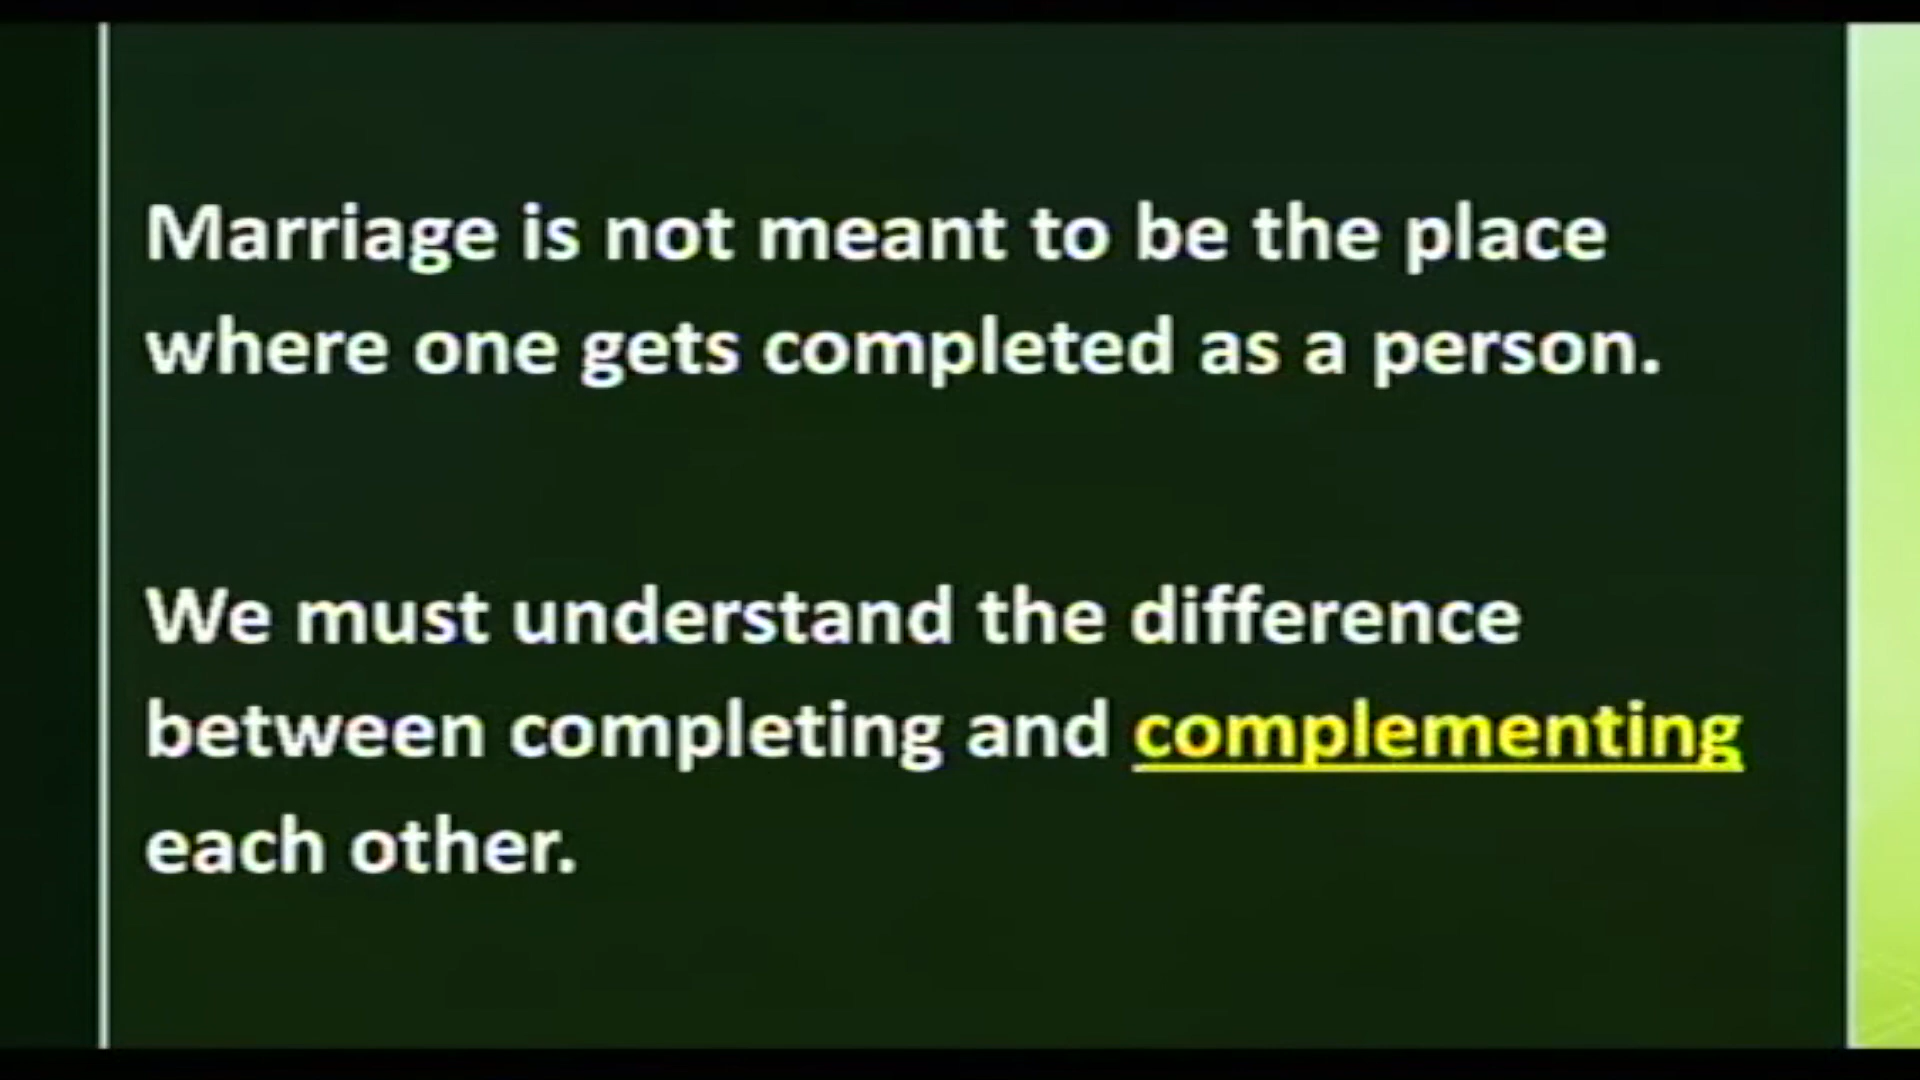 Marriage is not meant to be the place
where one gets completed as a person.
We must understand the difference
between completing and complementing
each other.